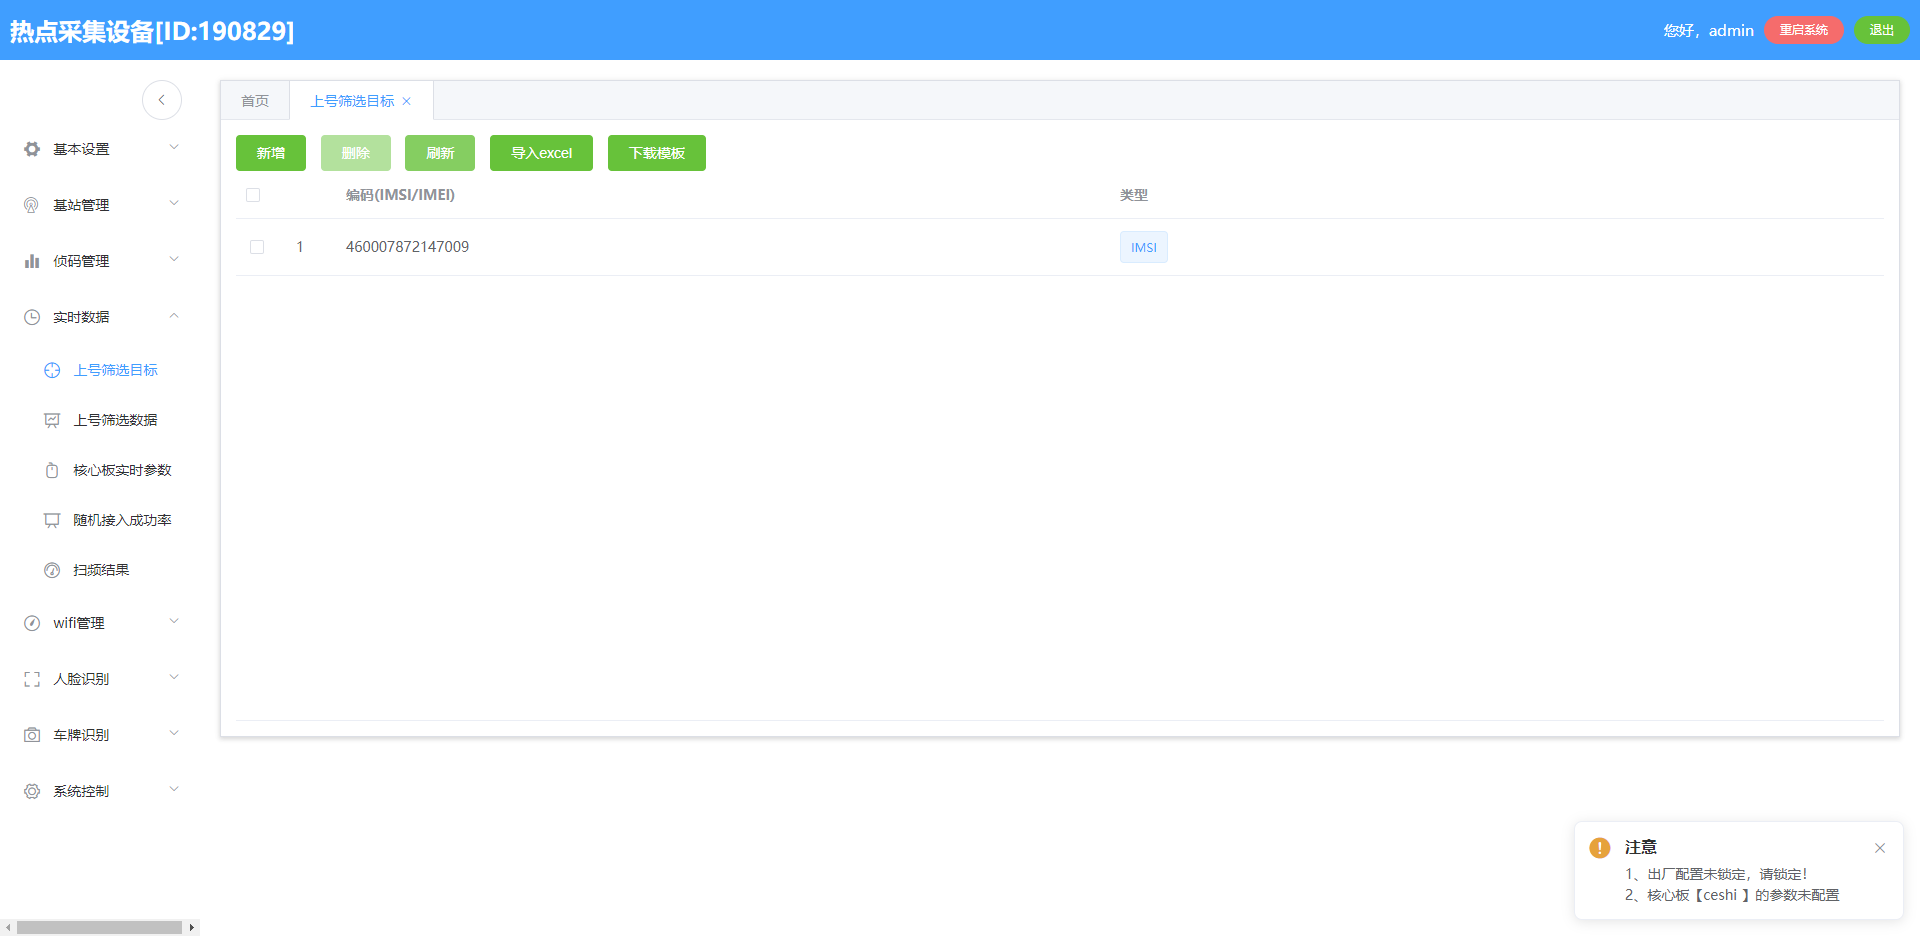 热点采集设备[ID:190829]
您好，admin
重启系统
退出
基本设置
基站管理
侦码管理
实时数据
上号筛选目标
上号筛选数据
核心板实时参数
随机接入成功率
扫频结果
wifi管理
人脸识别
车牌识别
系统控制
首页
上号筛选目标
新增
删除
刷新
导入excel
下载模板
编码(IMSI/IMEI)
类型
1
460007872147009
IMSI
注意
1、出厂配置未锁定，请锁定！
2、核心板【ceshi 】的参数未配置